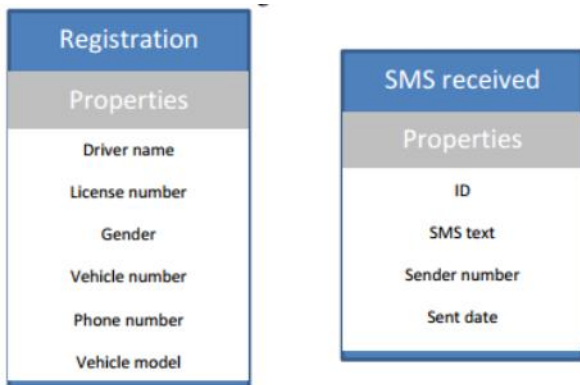 Registration
Properties
Driver name
License number
Gender
Vehicle number
Phone number
Vehicle model
SMS received
Properties
ID
SMS text
Sender number
Sent date